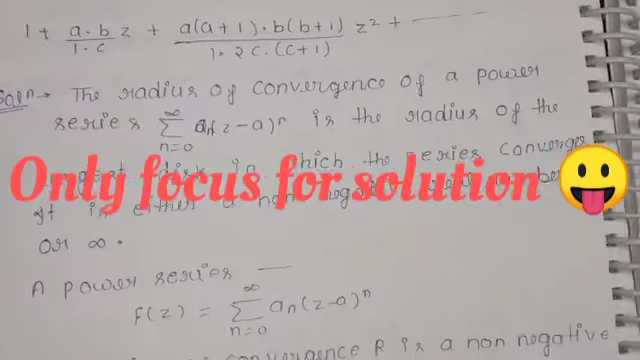 1 + a·b/1·c z + a(a+1)·b(b+1)/1·2c·(c+1) z² + ———
Soln→ The radius of convergence of a power
series ∑_{n=0}^{∞} aₙ(z-a)ⁿ is the radius of the
in which the series converges
Only focus for solution 😛
It is either a non
or ∞.
A power series —
f(z) = ∑_{n=0}^{∞} aₙ(z-a)ⁿ
convergence R is a non negative